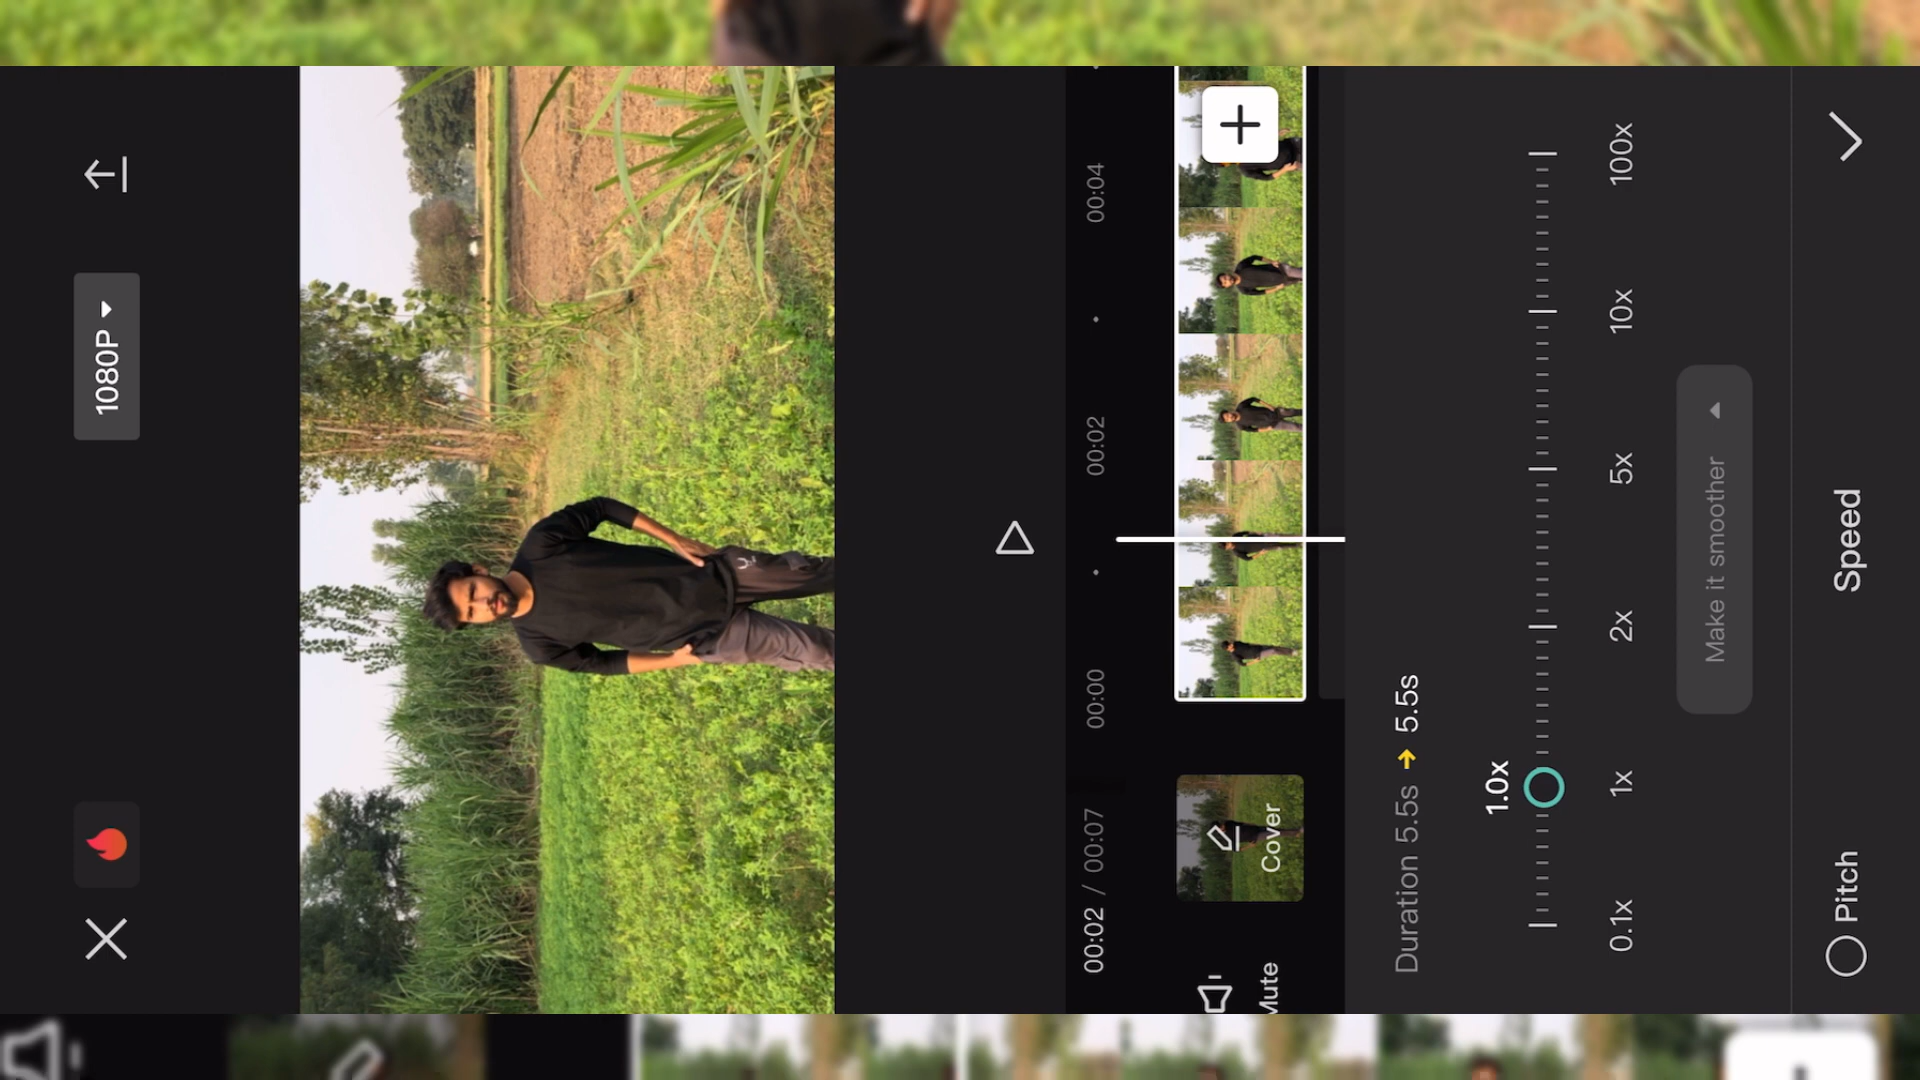 1080P
00:02 / 00:07
00:00
00:02
00:04
Mute
Cover
Duration 5.5s → 5.5s
1.0x
0.1x
1x
2x
5x
10x
100x
Make it smoother
Pitch
Speed